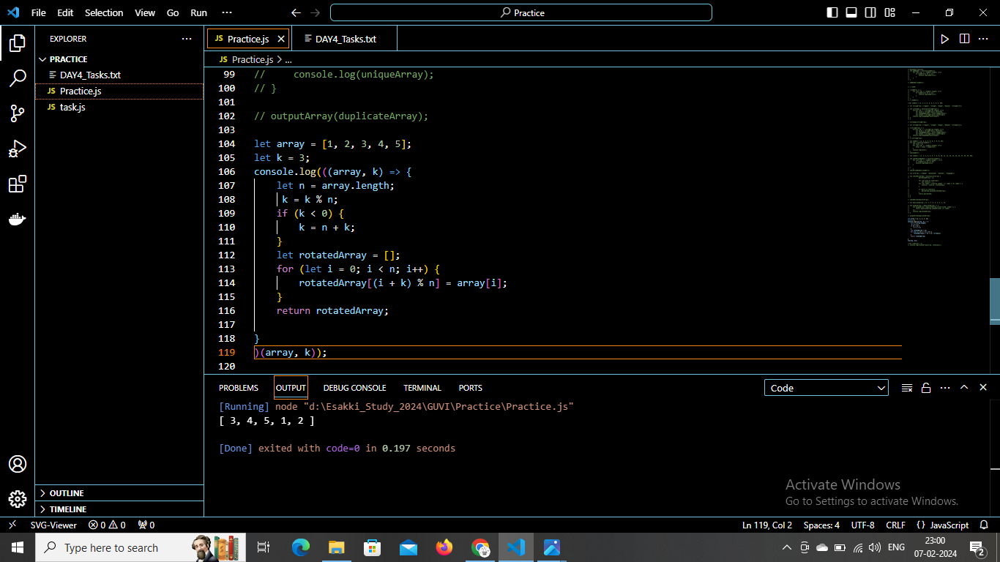 File Edit Selection View Go Run ··· Practice
EXPLORER ···
PRACTICE
DAY4_Tasks.txt
JS Practice.js
JS task.js
OUTLINE
TIMELINE
JS Practice.js DAY4_Tasks.txt
JS Practice.js > ...
99 //     console.log(uniqueArray);
100 // }
101
102 // outputArray(duplicateArray);
103
104 let array = [1, 2, 3, 4, 5];
105 let k = 3;
106 console.log(((array, k) => {
107     let n = array.length;
108      k = k % n;
109     if (k < 0) {
110         k = n + k;
111     }
112     let rotatedArray = [];
113     for (let i = 0; i < n; i++) {
114         rotatedArray[(i + k) % n] = array[i];
115     }
116     return rotatedArray;
117
118 }
119 )(array, k));
120
PROBLEMS OUTPUT DEBUG CONSOLE TERMINAL PORTS Code
[Running] node "d:\Esakki_Study_2024\GUVI\Practice\Practice.js"
[ 3, 4, 5, 1, 2 ]
[Done] exited with code=0 in 0.197 seconds
Activate Windows
Go to Settings to activate Windows.
SVG-Viewer 0 0 0 Ln 119, Col 2 Spaces: 4 UTF-8 CRLF {} JavaScript
Type here to search ENG 23:00
07-02-2024 2